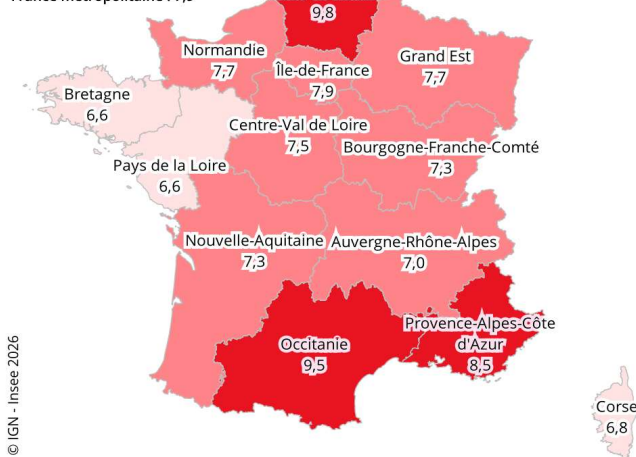 9,8
Normandie
7,7
Île-de-France
7,9
Grand Est
7,7
Bretagne
6,6
Centre-Val de Loire
7,5
Bourgogne-Franche-Comté
7,3
Pays de la Loire
6,6
Nouvelle-Aquitaine
7,3
Auvergne-Rhône-Alpes
7,0
Occitanie
9,5
Provence-Alpes-Côte
d'Azur
8,5
Corse
6,8
© IGN - Insee 2026